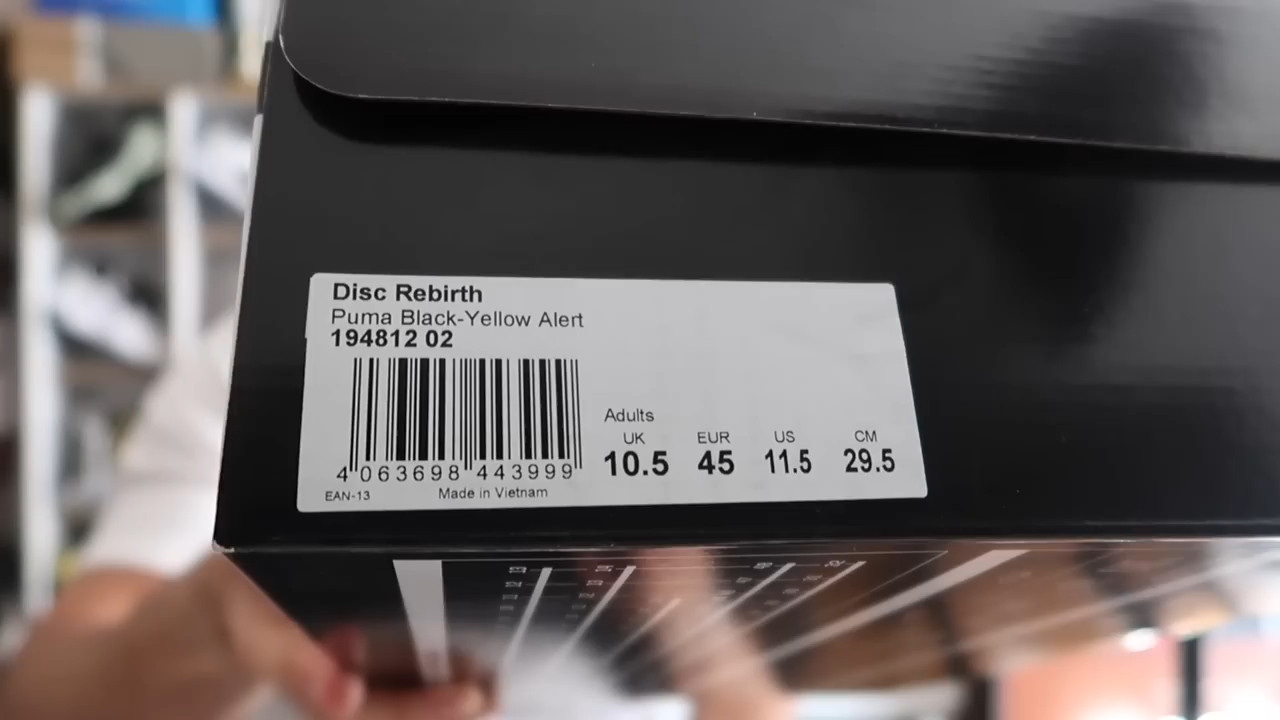 Disc Rebirth
Puma Black-Yellow Alert
194812 02
Adults
UK EUR US CM
10.5 45 11.5 29.5
4 063698 443999
EAN-13 Made in Vietnam